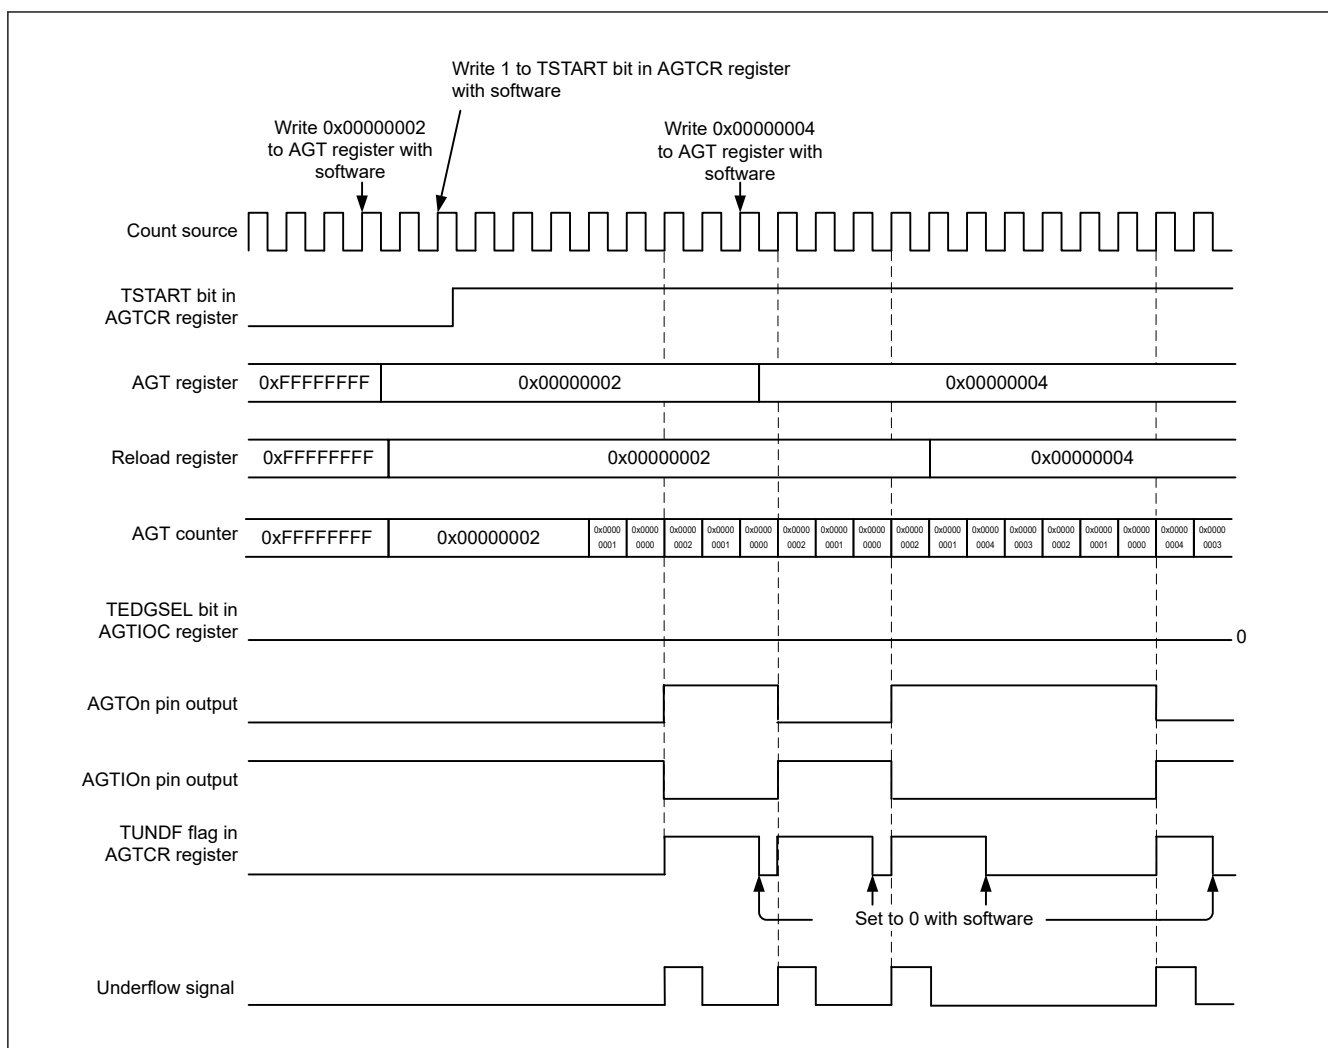 Write 1 to TSTART bit in AGTCR register
with software
Write 0x00000002
to AGT register with
software
Write 0x00000004
to AGT register with
software
Count source
TSTART bit in
AGTCR register
AGT register
0xFFFFFFFF
0x00000002
0x00000004
Reload register
0xFFFFFFFF
0x00000002
0x00000004
AGT counter
0xFFFFFFFF
0x00000002
0x0000
0001
0x0000
0000
0x0000
0002
0x0000
0001
0x0000
0000
0x0000
0002
0x0000
0001
0x0000
0000
0x0000
0002
0x0000
0001
0x0000
0004
0x0000
0003
0x0000
0002
0x0000
0001
0x0000
0000
0x0000
0004
0x0000
0003
TEDGSEL bit in
AGTIOC register
0
AGTOn pin output
AGTIOn pin output
TUNDF flag in
AGTCR register
Set to 0 with software
Underflow signal